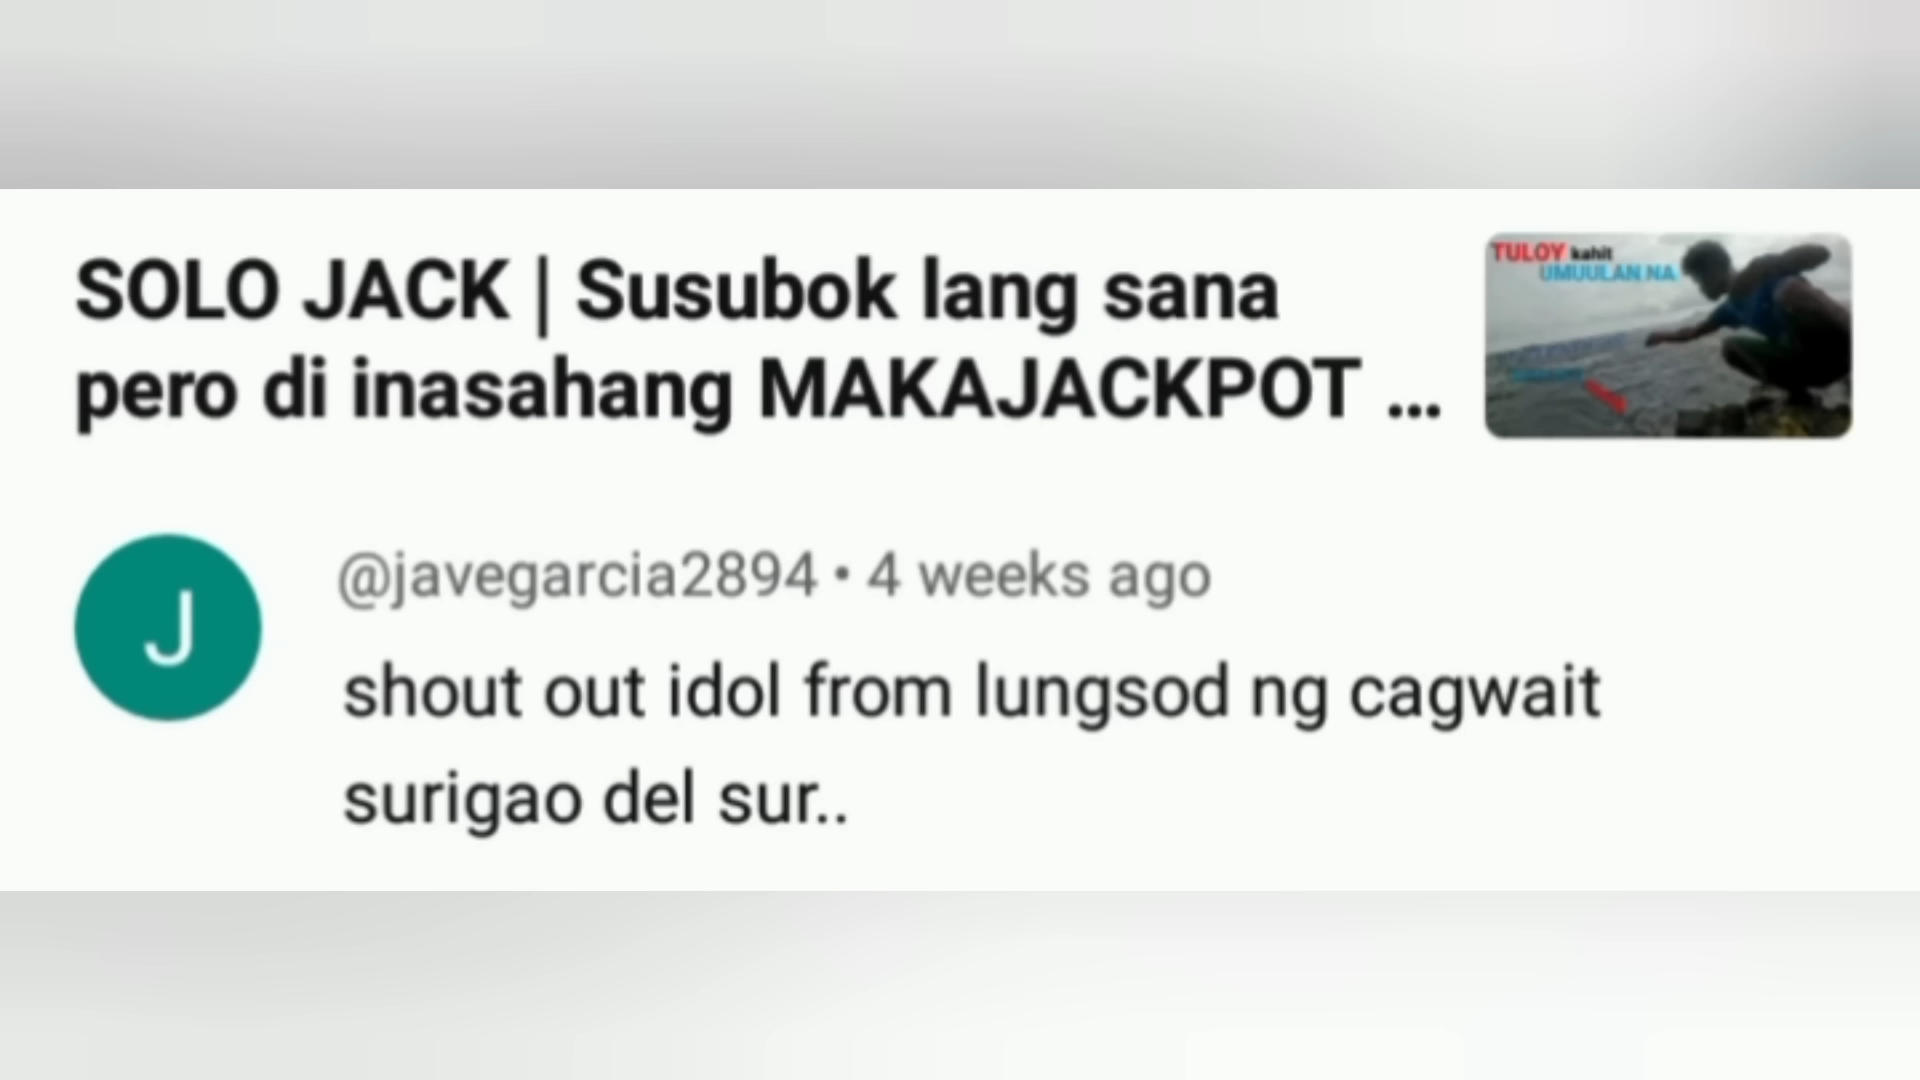 SOLO JACK | Susubok lang sana
pero di inasahang MAKAJACKPOT ...
TULOY kahit
UMUULAN NA
J
@javegarcia2894 • 4 weeks ago
shout out idol from lungsod ng cagwait
surigao del sur..